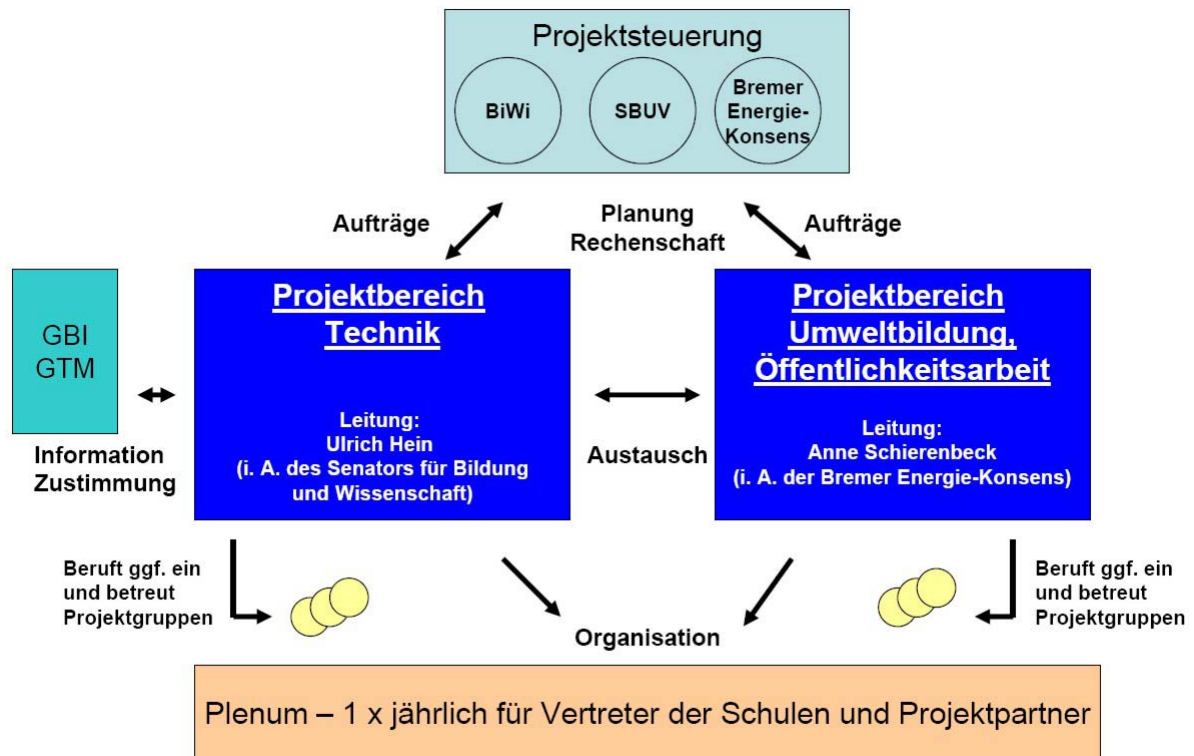 Projektsteuerung
BiWi
SBUV
Bremer
Energie-
Konsens
Aufträge
Planung
Rechenschaft
Aufträge
GBI
GTM
Information
Zustimmung
Projektbereich
Technik
Leitung:
Ulrich Hein
(i. A. des Senators für Bildung
und Wissenschaft)
Austausch
Projektbereich
Umweltbildung,
Öffentlichkeitsarbeit
Leitung:
Anne Schierenbeck
(i. A. der Bremer Energie-Konsens)
Beruft ggf. ein
und betreut
Projektgruppen
Organisation
Beruft ggf. ein
und betreut
Projektgruppen
Plenum – 1 x jährlich für Vertreter der Schulen und Projektpartner